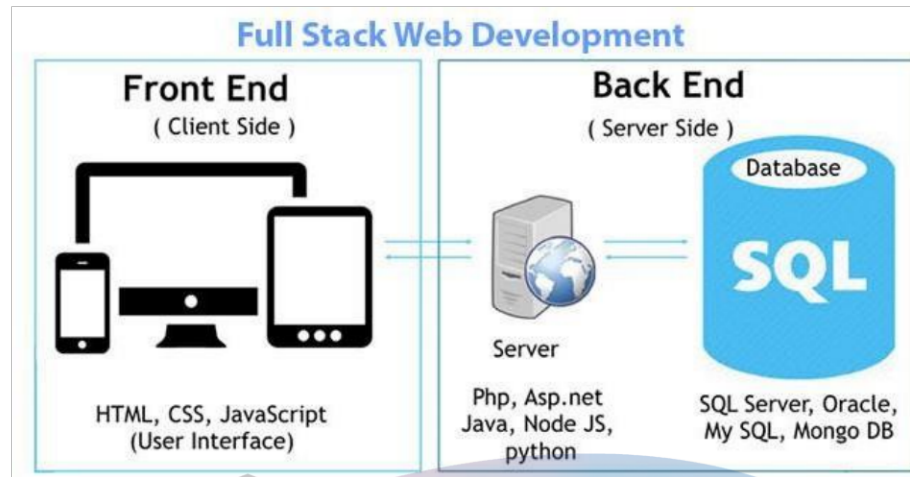 Full Stack Web Development
Front End
( Client Side )
HTML, CSS, JavaScript
(User Interface)
Back End
( Server Side )
Server
Php, Asp.net
Java, Node JS,
python
Database
SQL
SQL Server, Oracle,
My SQL, Mongo DB